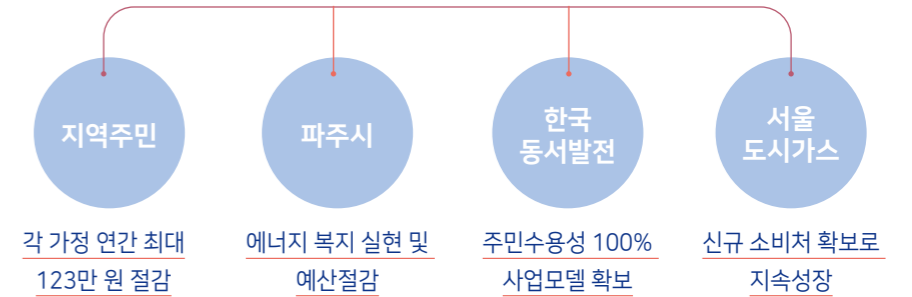 지역주민
파주시
한국
동서발전
서울
도시가스
각 가정 연간 최대
123만 원 절감
에너지 복지 실현 및
예산절감
주민수용성 100%
사업모델 확보
신규 소비처 확보로
지속성장